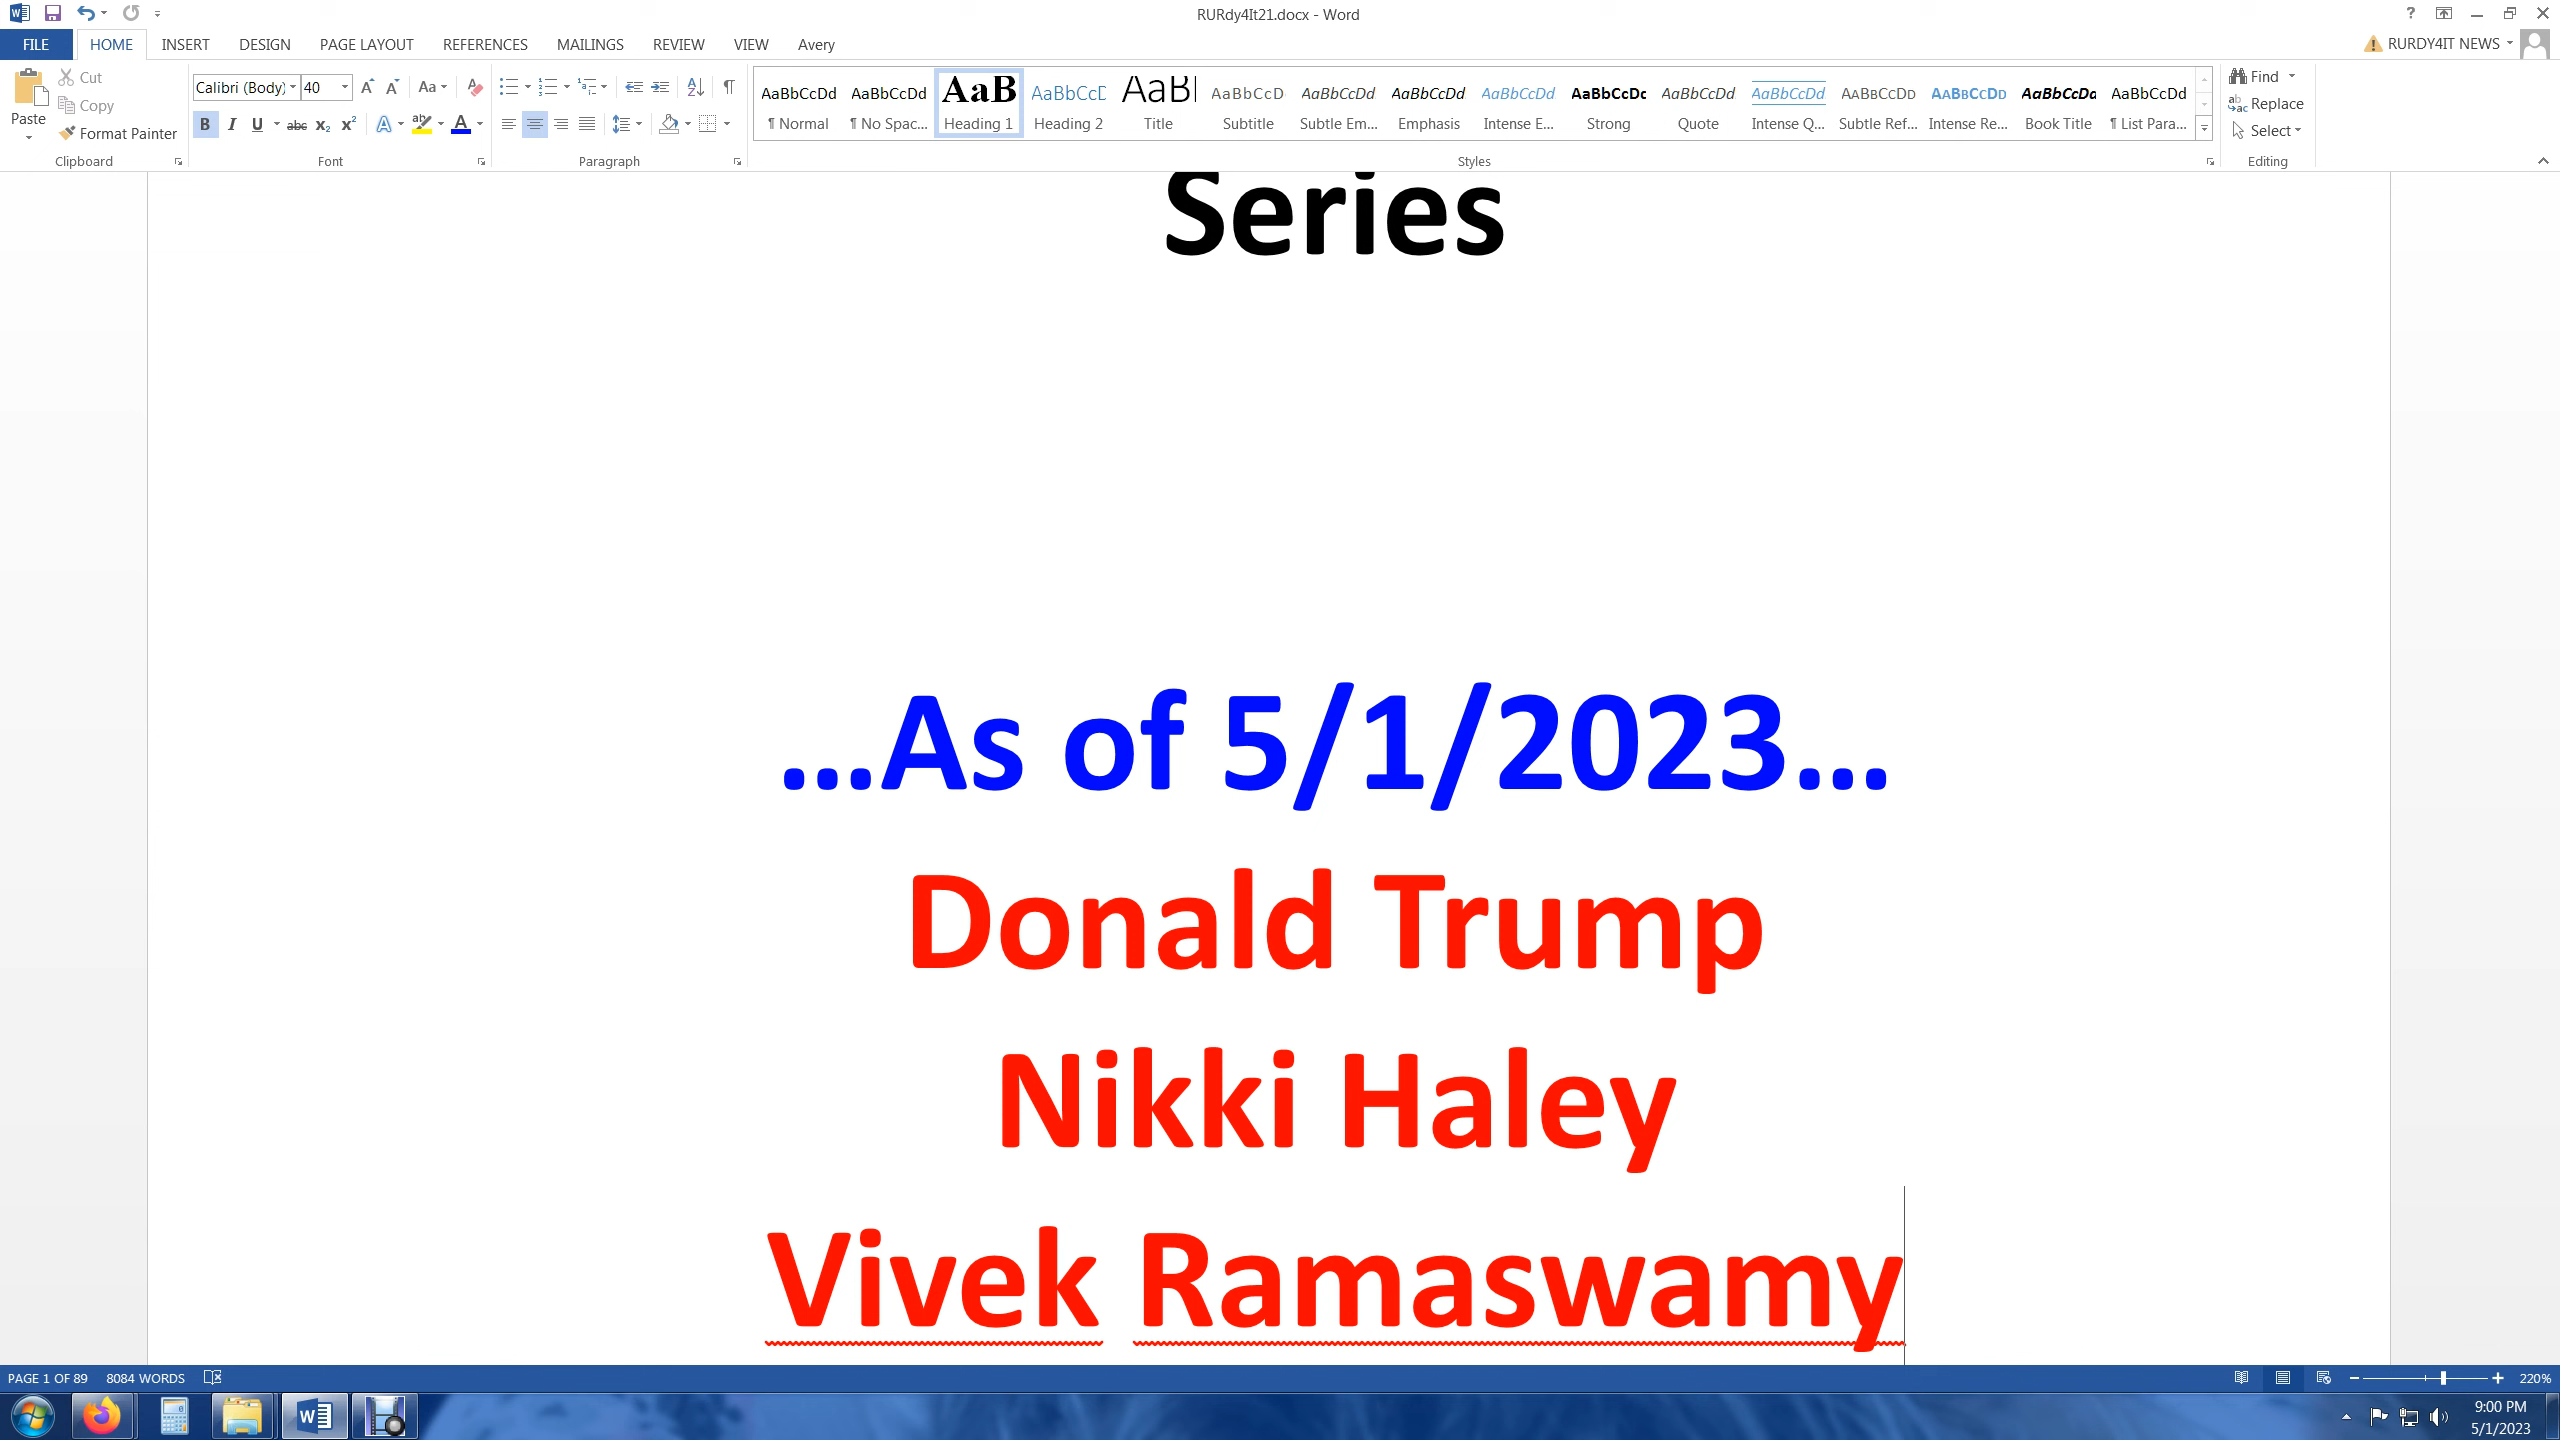 RURdy4It21.docx - Word
FILE HOME INSERT DESIGN PAGE LAYOUT REFERENCES MAILINGS REVIEW VIEW Avery
RURDY4IT NEWS
Paste
Cut
Copy
Format Painter
Clipboard
Calibri (Body) 40
Font
Paragraph
AaBbCcDd AaBbCcDd AaB AaBbCcD AaB AaBbCcD AaBbCcDd AaBbCcDd AaBbCcDd AaBbCcDc AaBbCcDd AaBbCcDd AaBbCcDd AaBbCcDd AaBbCcDd AaBbCcDd
¶ Normal ¶ No Spac... Heading 1 Heading 2 Title Subtitle Subtle Em... Emphasis Intense E... Strong Quote Intense Q... Subtle Ref... Intense Re... Book Title ¶ List Para...
Styles
Find
Replace
Select
Editing
Series
...As of 5/1/2023...
Donald Trump
Nikki Haley
Vivek Ramaswamy
PAGE 1 OF 89 8084 WORDS
220%
9:00 PM
5/1/2023